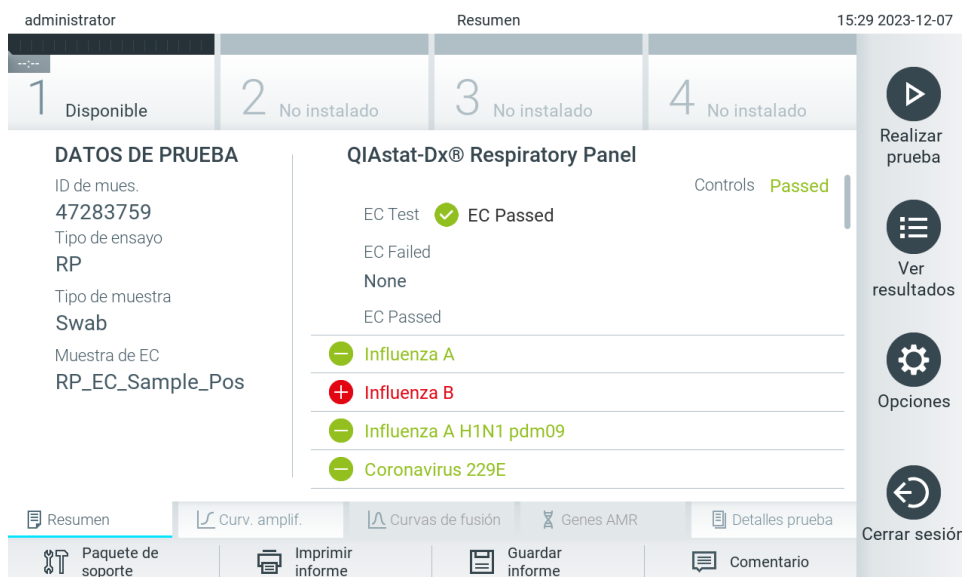 administrator
Resumen
15:29 2023-12-07
--:--
1 Disponible
2 No instalado
3 No instalado
4 No instalado
DATOS DE PRUEBA
ID de mues.
47283759
Tipo de ensayo
RP
Tipo de muestra
Swab
Muestra de EC
RP_EC_Sample_Pos
QIAstat-Dx® Respiratory Panel
Controls Passed
EC Test EC Passed
EC Failed
None
EC Passed
Influenza A
Influenza B
Influenza A H1N1 pdm09
Coronavirus 229E
Realizar
prueba
Ver
resultados
Opciones
Cerrar sesión
Resumen
Curv. amplif.
Curvas de fusión
Genes AMR
Detalles prueba
Paquete de
soporte
Imprimir
informe
Guardar
informe
Comentario